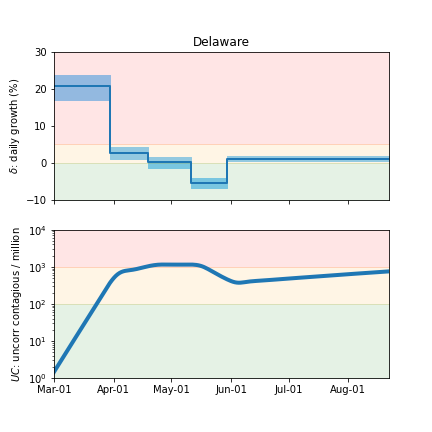 Delaware
δ: daily growth (%)
30
20
10
0
−10
UC: uncorr contagious / million
10⁴
10³
10²
10¹
10⁰
Mar-01 Apr-01 May-01 Jun-01 Jul-01 Aug-01